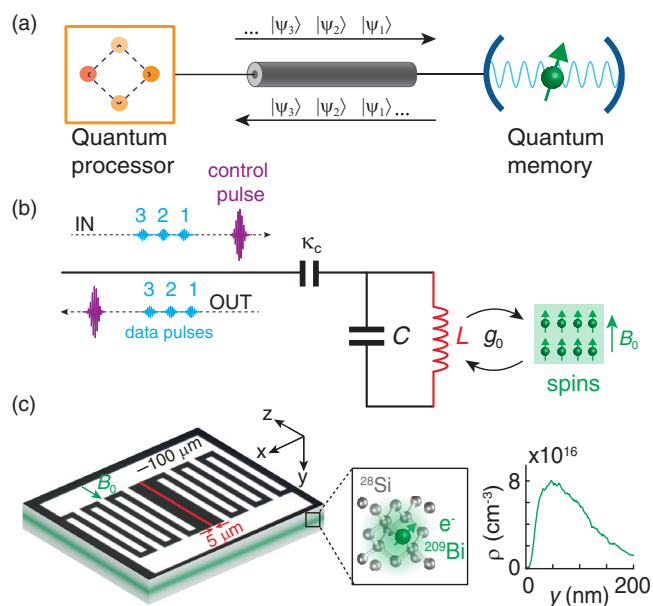 (a)
... |ψ₃⟩ |ψ₂⟩ |ψ₁⟩
|ψ₃⟩ |ψ₂⟩ |ψ₁⟩...
Quantum
processor
Quantum
memory
control
pulse
(b)
IN
3 2 1
κc
3 2 1
OUT
data pulses
C
L
g₀
B₀
spins
(c)
z
x
y
100 μm
B₀
5 μm
²⁸Si
e⁻
²⁰⁹Bi
x10¹⁶
8
ρ (cm⁻³)
0
0
200
y (nm)